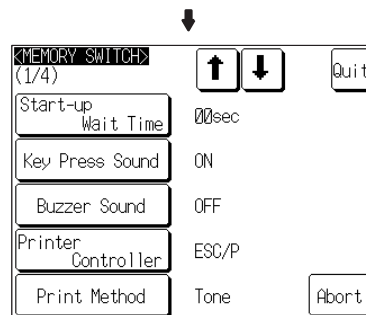 <MEMORY SWITCH>
(1/4)
Quit
Start-up
Wait Time
00sec
Key Press Sound
ON
Buzzer Sound
OFF
Printer
Controller
ESC/P
Print Method
Tone
Abort